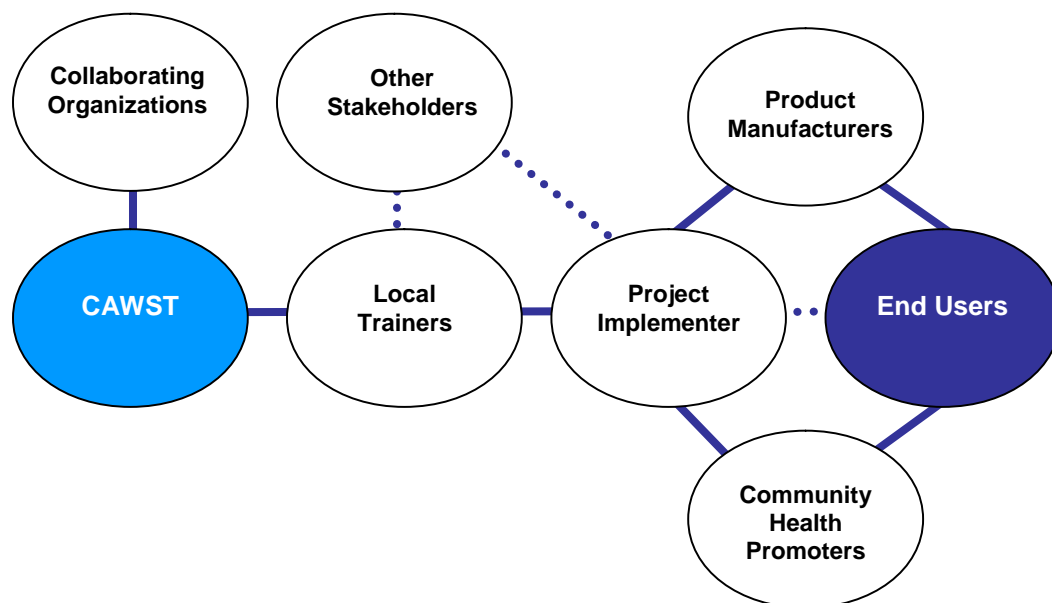 Collaborating
Organizations
Other
Stakeholders
Product
Manufacturers
CAWST
Local
Trainers
Project
Implementer
End Users
Community
Health
Promoters